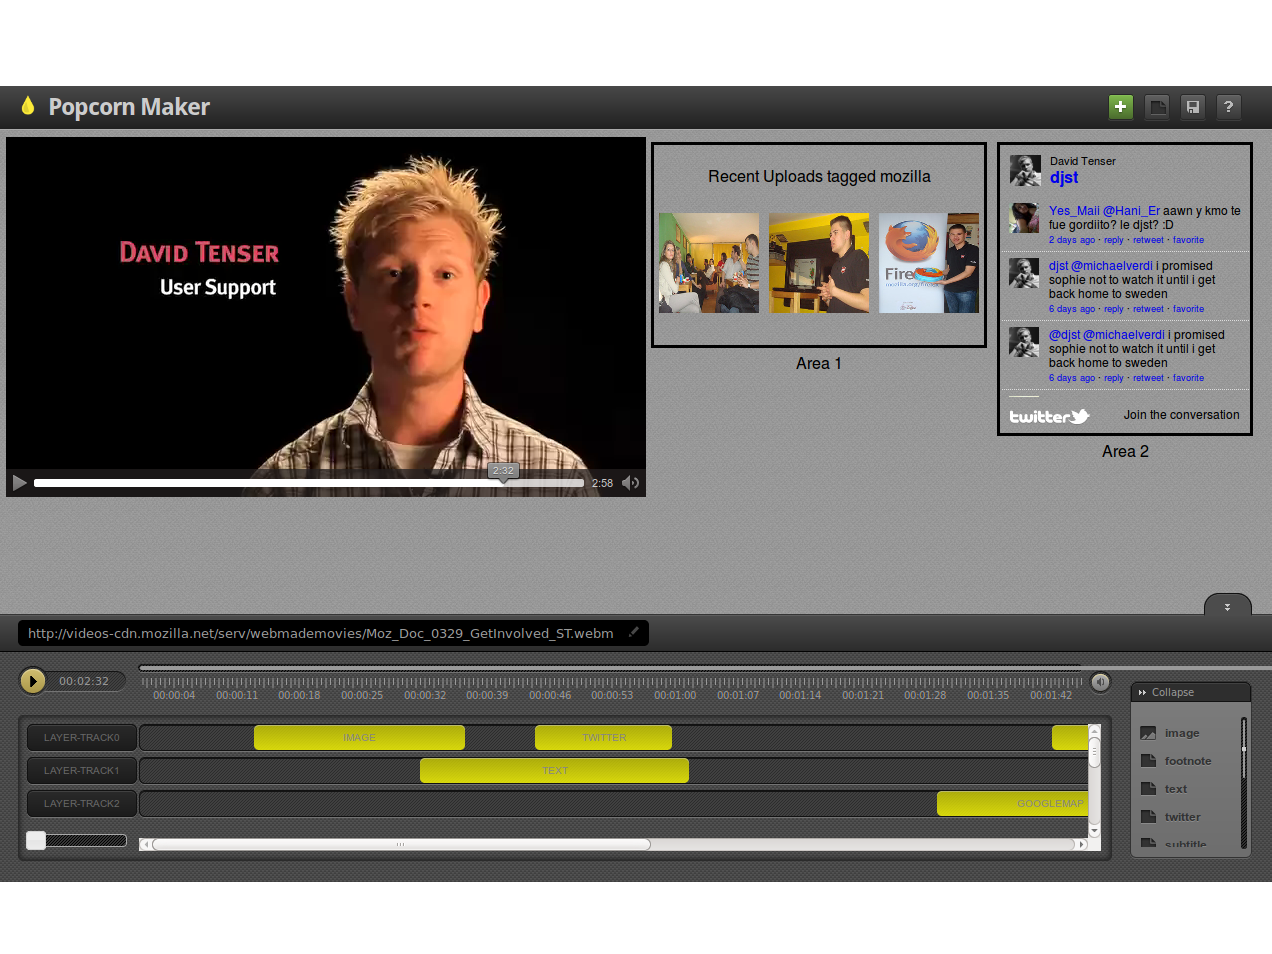 Popcorn Maker
?
DAVID TENSER
User Support
2:32
2:58
Recent Uploads tagged mozilla
Firef
mozilla.org/firefox
Area 1
David Tenser
djst
Yes_Maii @Hani_Er aawn y kmo te
fue gordiito? le djst? :D
2 days ago · reply · retweet · favorite
djst @michaelverdi i promised
sophie not to watch it until i get
back home to sweden
6 days ago · reply · retweet · favorite
@djst @michaelverdi i promised
sophie not to watch it until i get
back home to sweden
6 days ago · reply · retweet · favorite
twitter
Join the conversation
Area 2
http://videos-cdn.mozilla.net/serv/webmademovies/Moz_Doc_0329_GetInvolved_ST.webm
00:02:32
00:00:04 00:00:11 00:00:18 00:00:25 00:00:32 00:00:39 00:00:46 00:00:53 00:01:00 00:01:07 00:01:14 00:01:21 00:01:28 00:01:35 00:01:42
LAYER-TRACK0 IMAGE TWITTER
LAYER-TRACK1 TEXT
LAYER-TRACK2 GOOGLEMAP
Collapse
image
footnote
text
twitter
subtitle